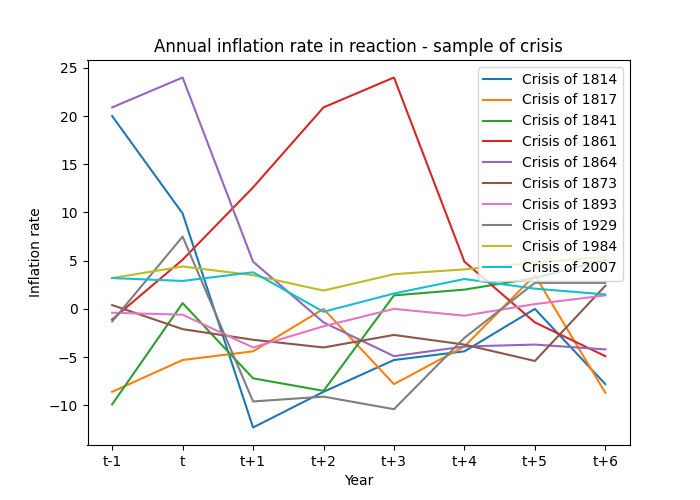 Annual inflation rate in reaction - sample of crisis
Inflation rate
25
20
15
10
5
0
−5
−10
t-1
t
t+1
t+2
t+3
t+4
t+5
t+6
Year
Crisis of 1814
Crisis of 1817
Crisis of 1841
Crisis of 1861
Crisis of 1864
Crisis of 1873
Crisis of 1893
Crisis of 1929
Crisis of 1984
Crisis of 2007